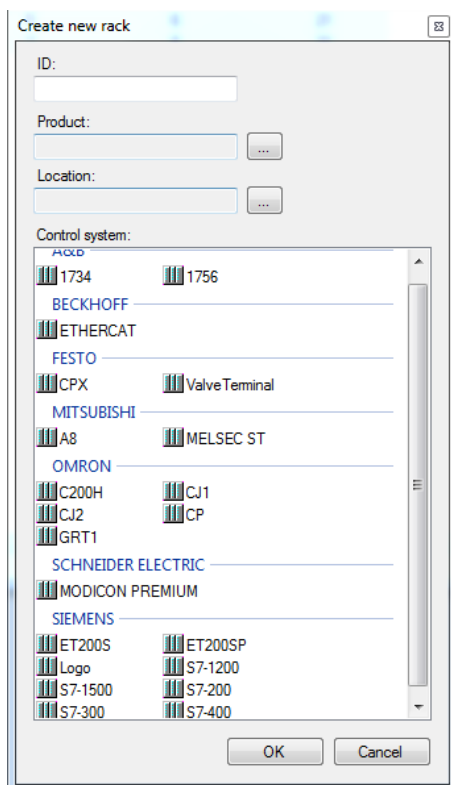 Create new rack
ID:
Product:
...
Location:
...
Control system:
A&B
1734 1756
BECKHOFF
ETHERCAT
FESTO
CPX ValveTerminal
MITSUBISHI
A8 MELSEC ST
OMRON
C200H CJ1
CJ2 CP
GRT1
SCHNEIDER ELECTRIC
MODICON PREMIUM
SIEMENS
ET200S ET200SP
Logo S7-1200
S7-1500 S7-200
S7-300 S7-400
OK Cancel